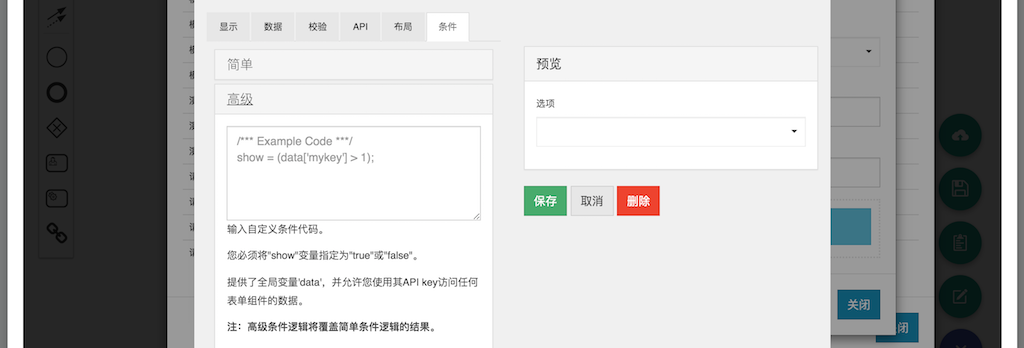 显示 数据 校验 API 布局 条件
简单
高级
/*** Example Code ***/
show = (data['mykey'] > 1);
输入自定义条件代码。
您必须将"show"变量指定为"true"或"false"。
提供了全局变量'data'，并允许您使用其API key访问任何
表单组件的数据。
注：高级条件逻辑将覆盖简单条件逻辑的结果。
预览
选项
保存 取消 删除
关闭
闭